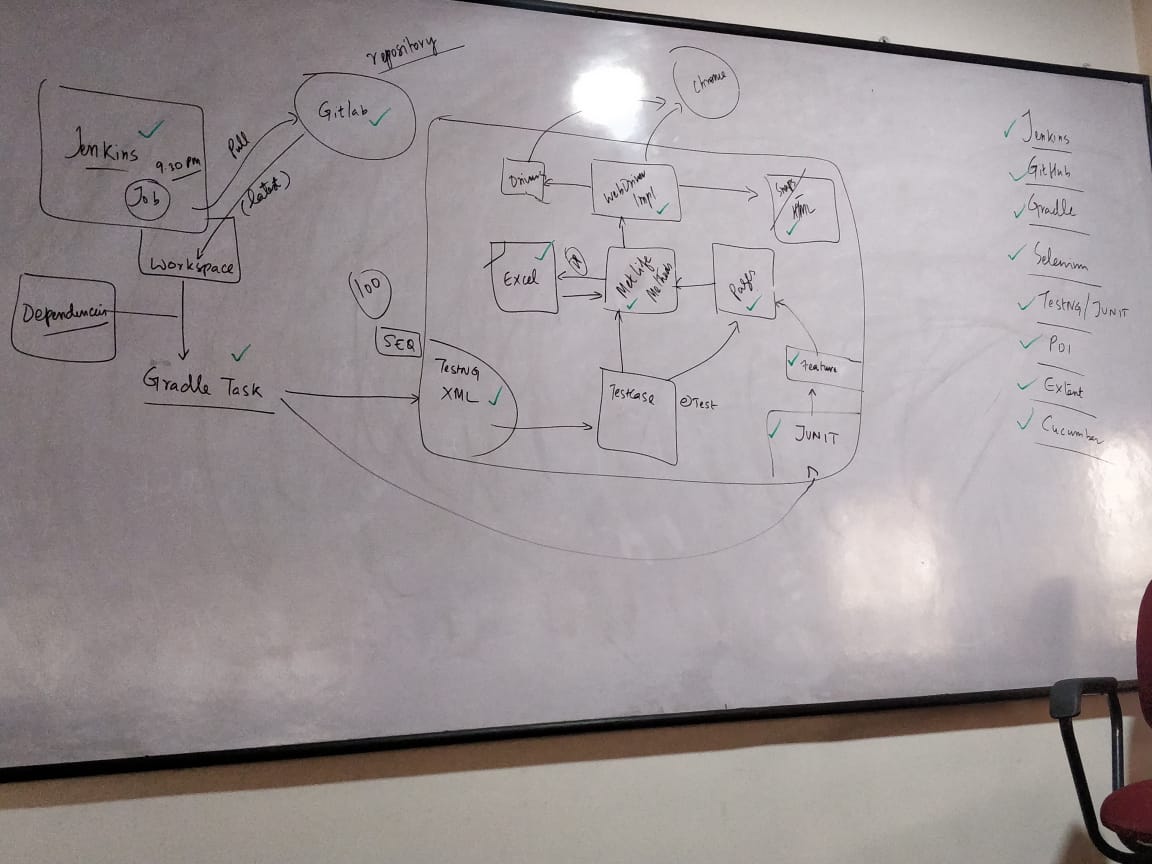 repository
Gitlab
Pull
(latest)
Jenkins
9.30 PM
Job
Workspace
Dependencies
Gradle Task
100
SEQ
TestNG
XML
TestCase
@Test
Chrome
Drivers
WebDriver
Impl
Snaps
HTML
Excel
MetLife
Methods
Pages
Feature
JUNIT
Jenkins
GitHub
Gradle
Selenium
TestNG/JUNIT
POI
Extent
Cucumber